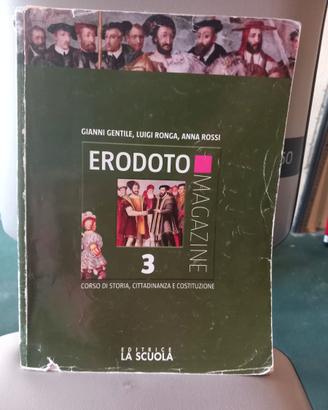 GIANNI GENTILE, LUIGI RONGA, ANNA ROSSI
ERODOTO
MAGAZINE
3
CORSO DI STORIA, CITTADINANZA E COSTITUZIONE
EDITRICE
LA SCUOLA